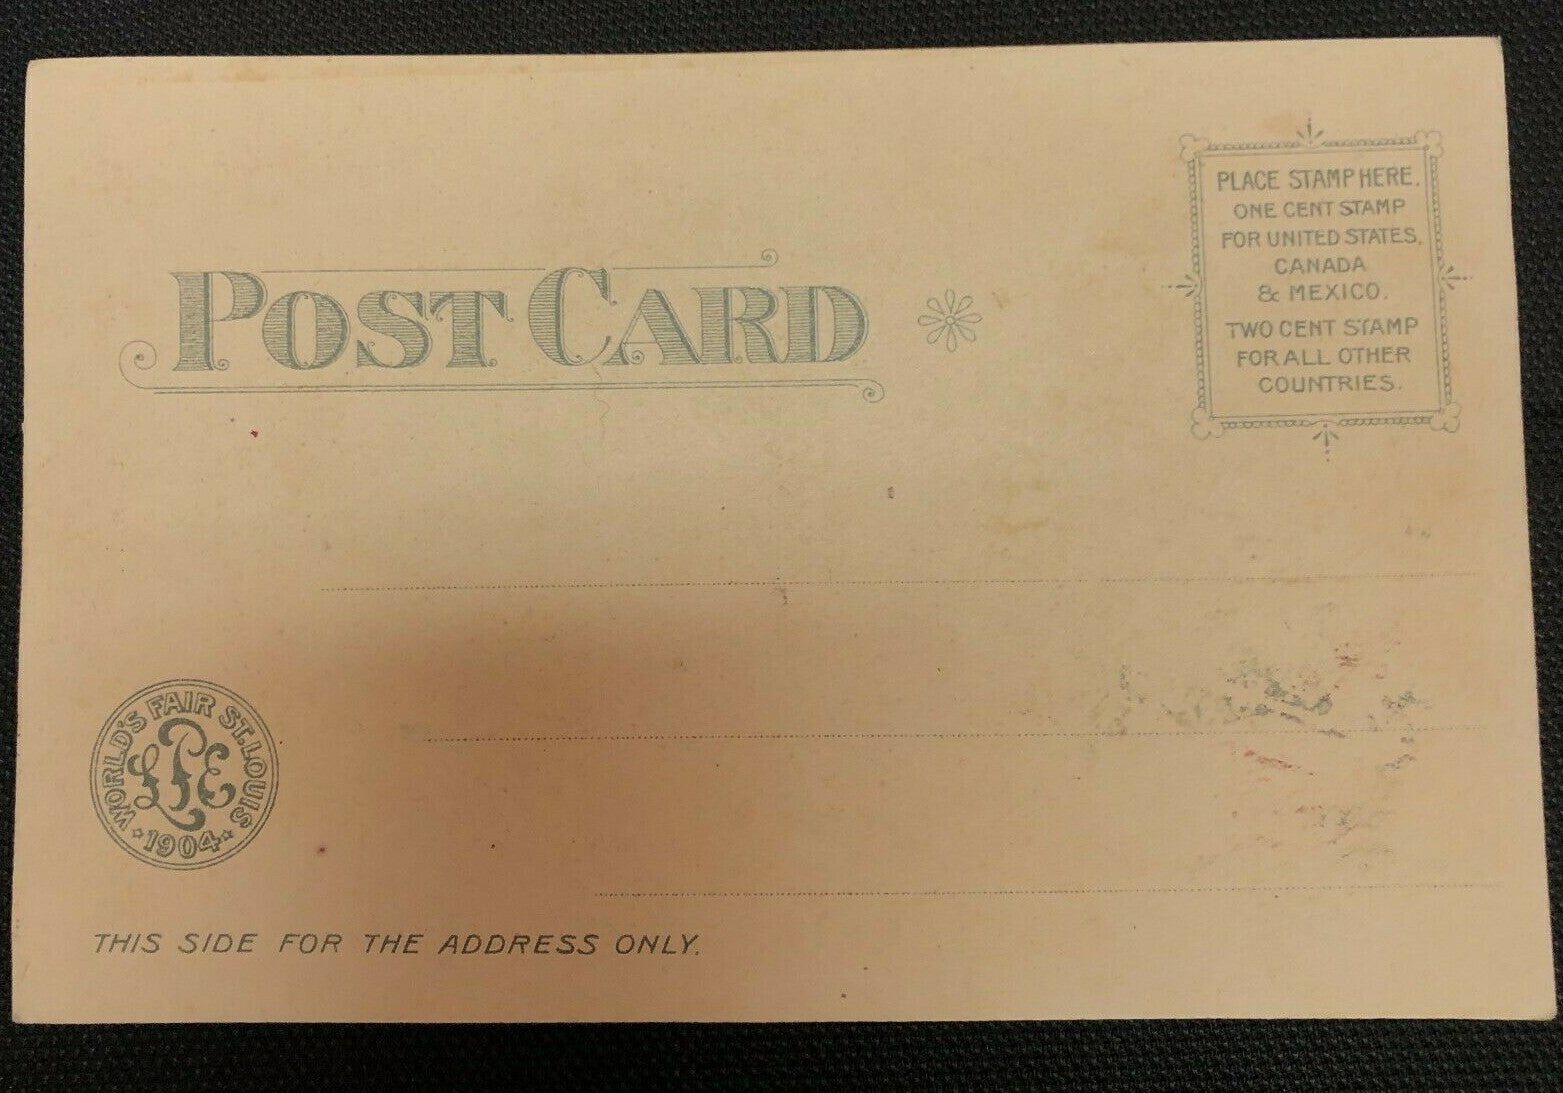 POST CARD
PLACE STAMP HERE.
ONE CENT STAMP
FOR UNITED STATES,
CANADA
& MEXICO.
TWO CENT STAMP
FOR ALL OTHER
COUNTRIES.
WORLD'S FAIR ST. LOUIS
LPE
1904
THIS SIDE FOR THE ADDRESS ONLY.